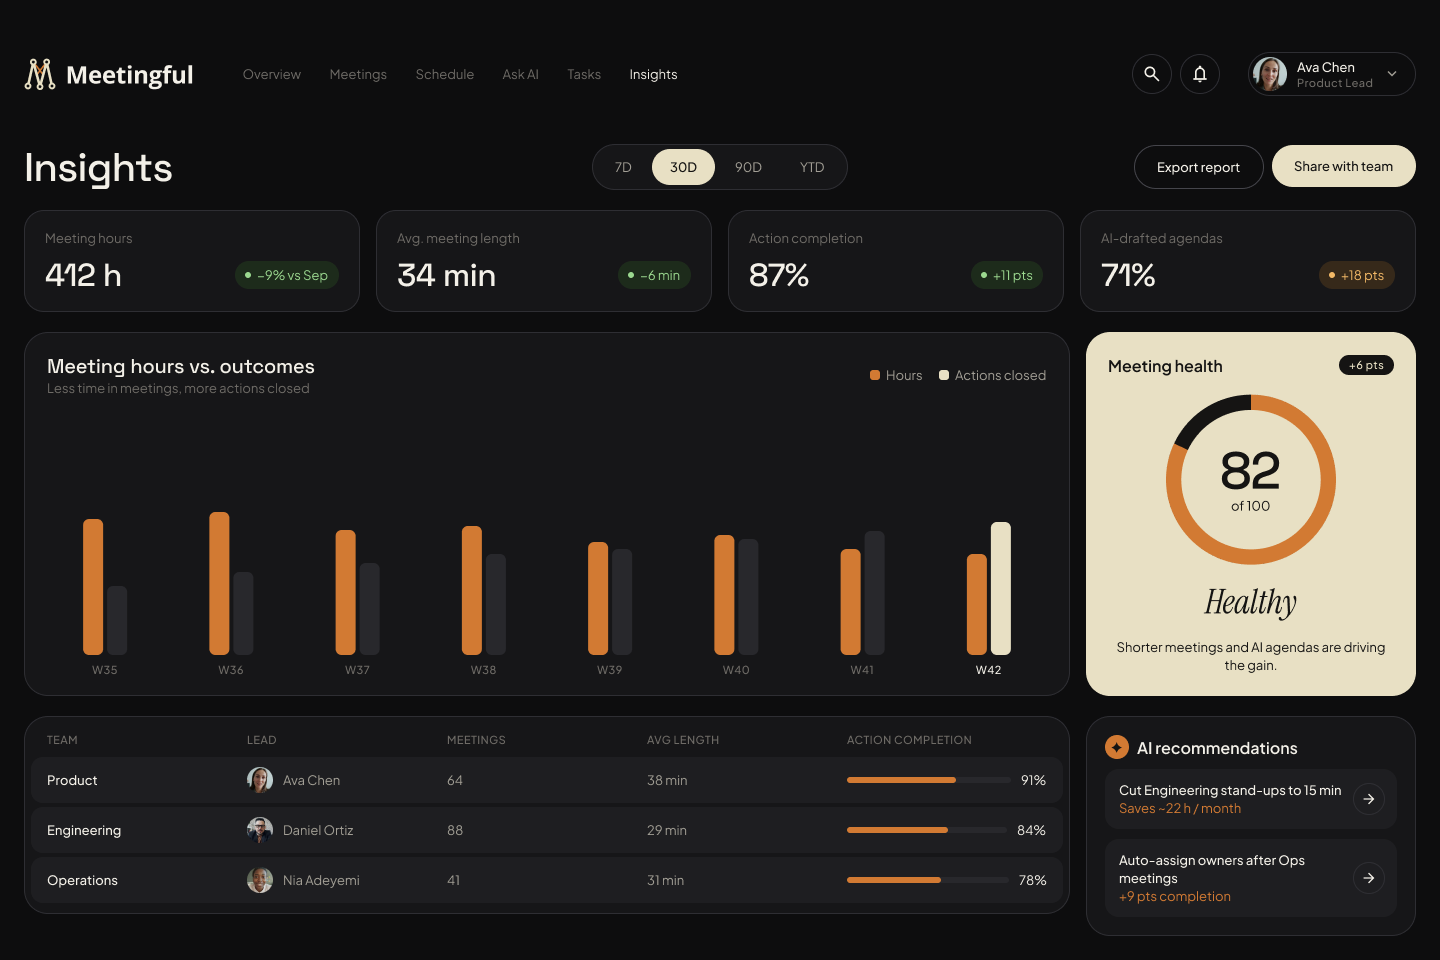 Meetingful
Overview Meetings Schedule Ask AI Tasks Insights
Ava Chen
Product Lead
Insights
7D 30D 90D YTD
Export report
Share with team
Meeting hours
412 h
−9% vs Sep
Avg. meeting length
34 min
−6 min
Action completion
87%
+11 pts
AI-drafted agendas
71%
+18 pts
Meeting hours vs. outcomes
Less time in meetings, more actions closed
Hours Actions closed
W35 W36 W37 W38 W39 W40 W41 W42
Meeting health
+6 pts
82
of 100
Healthy
Shorter meetings and AI agendas are driving
the gain.
TEAM LEAD MEETINGS AVG LENGTH ACTION COMPLETION
Product Ava Chen 64 38 min 91%
Engineering Daniel Ortiz 88 29 min 84%
Operations Nia Adeyemi 41 31 min 78%
AI recommendations
Cut Engineering stand-ups to 15 min
Saves ~22 h / month
Auto-assign owners after Ops
meetings
+9 pts completion